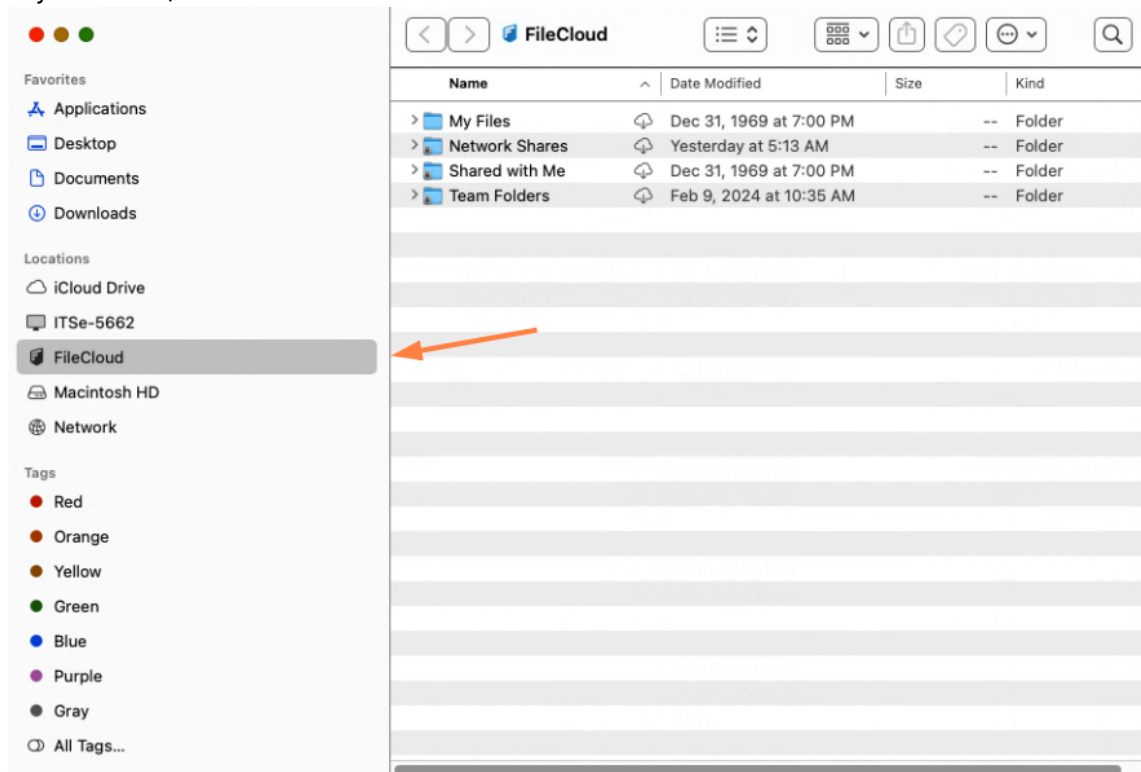 FileCloud
Favorites
Applications
Desktop
Documents
Downloads
Locations
iCloud Drive
ITSe-5662
FileCloud
Macintosh HD
Network
Tags
Red
Orange
Yellow
Green
Blue
Purple
Gray
All Tags...
Name Date Modified Size Kind
My Files Dec 31, 1969 at 7:00 PM -- Folder
Network Shares Yesterday at 5:13 AM -- Folder
Shared with Me Dec 31, 1969 at 7:00 PM -- Folder
Team Folders Feb 9, 2024 at 10:35 AM -- Folder